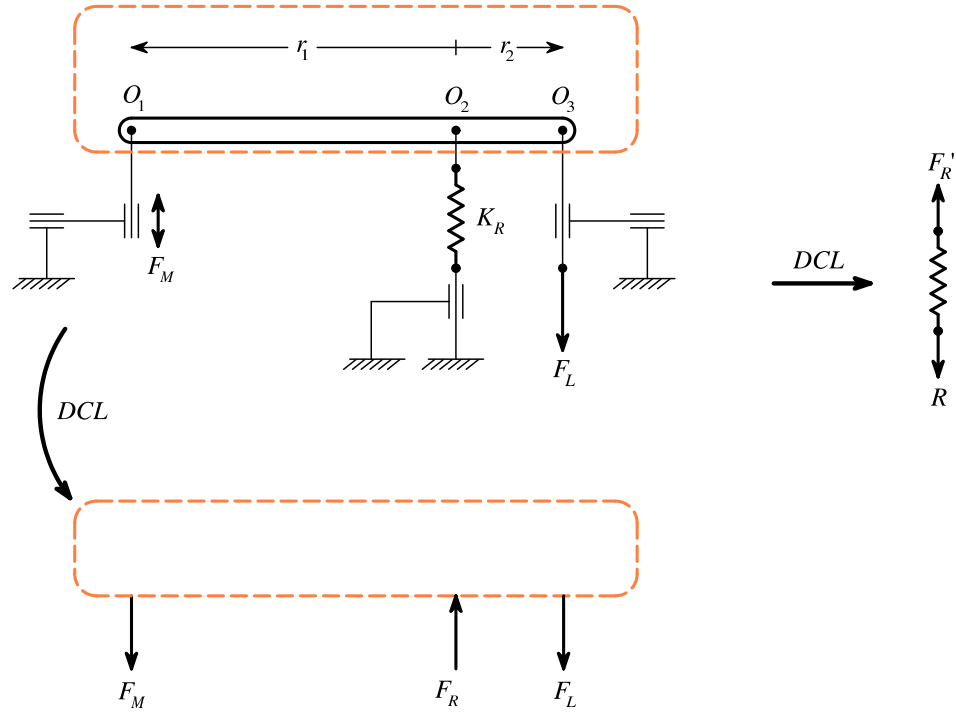 r1 r2
O1 O2 O3
FR'
KR
FM
DCL
FL
R
DCL
FM FR FL